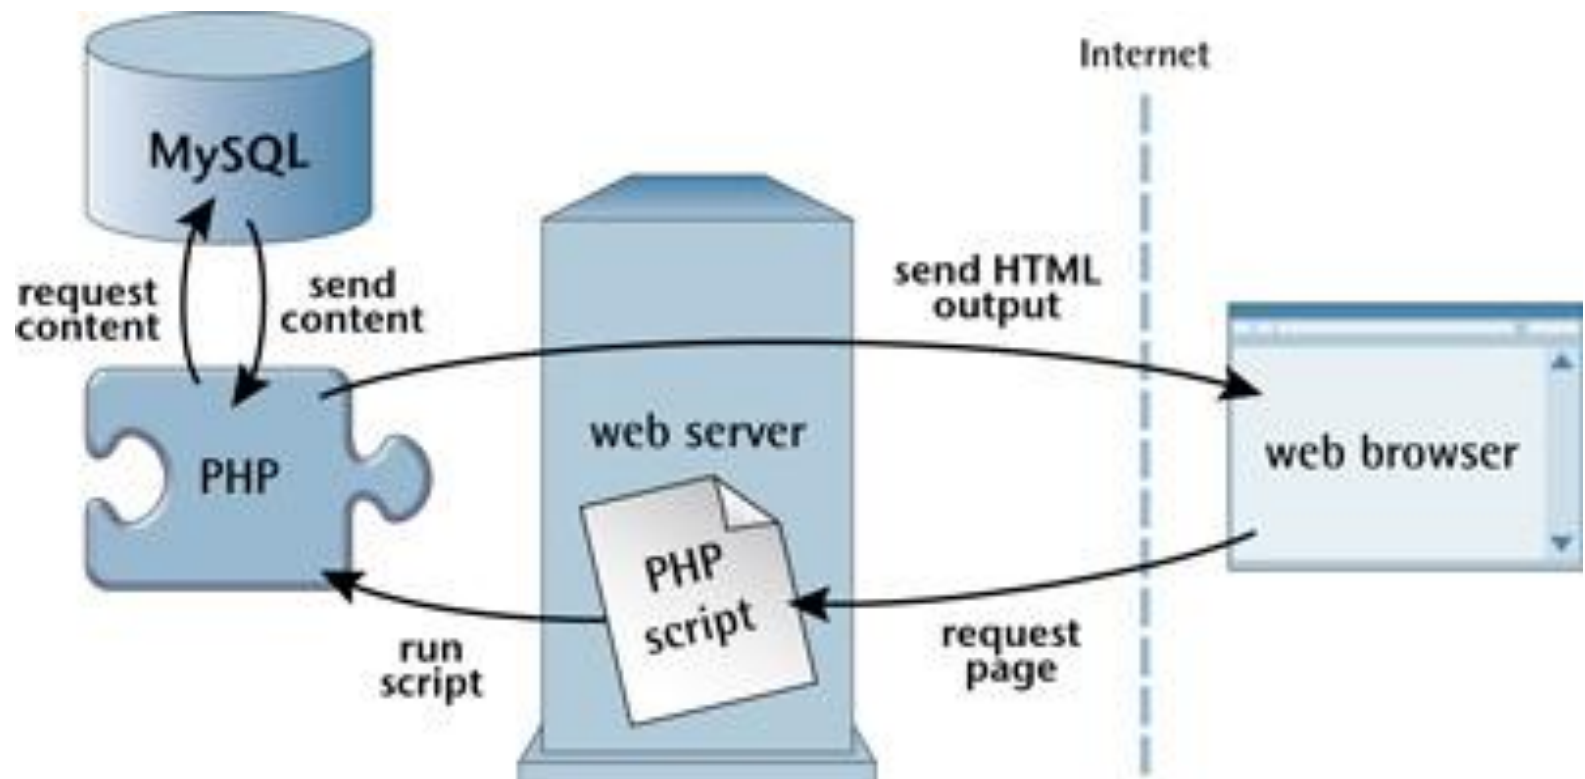 Internet
MySQL
request
content
send
content
send HTML
output
web server
web browser
PHP
PHP
script
run
script
request
page